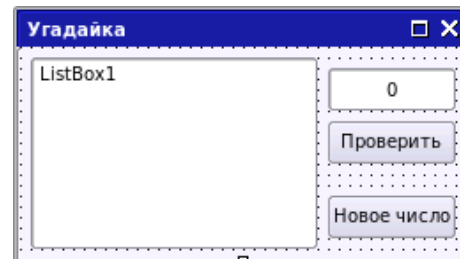 Угадайка
ListBox1
0
Проверить
Новое число